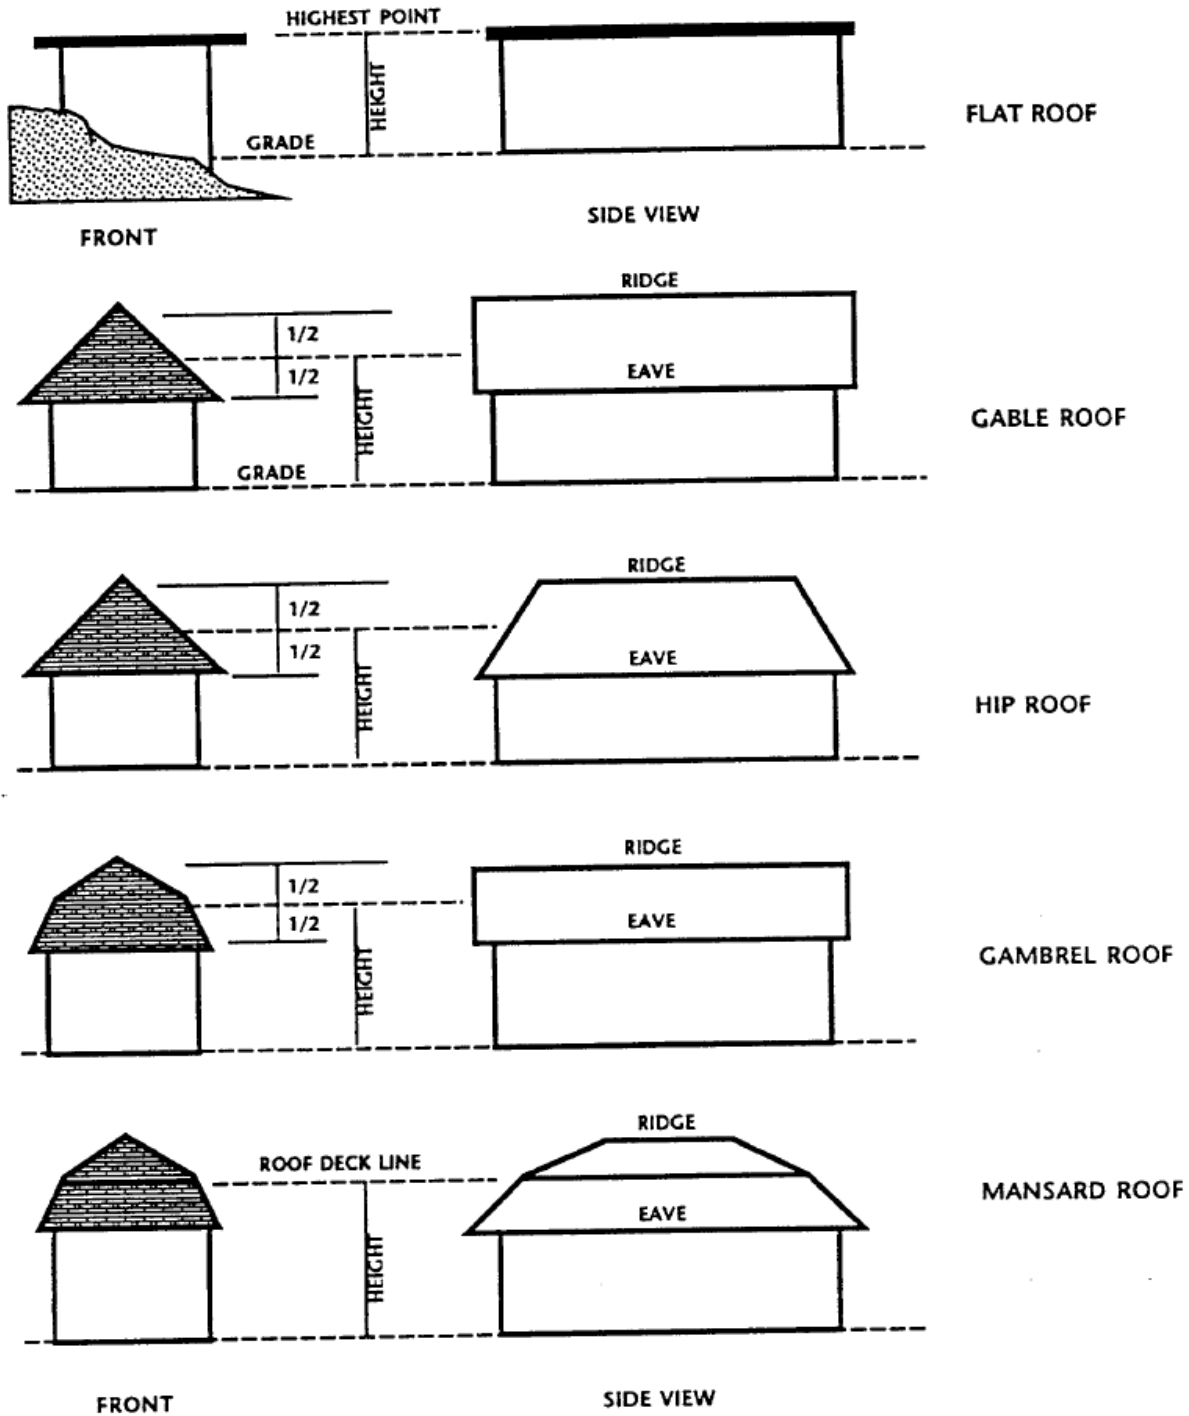 HIGHEST POINT
HEIGHT
GRADE
FLAT ROOF
SIDE VIEW
FRONT
RIDGE
1/2
EAVE
1/2
HEIGHT
GABLE ROOF
GRADE
RIDGE
1/2
1/2
EAVE
HEIGHT
HIP ROOF
RIDGE
1/2
1/2
EAVE
HEIGHT
GAMBREL ROOF
RIDGE
ROOF DECK LINE
MANSARD ROOF
EAVE
HEIGHT
FRONT
SIDE VIEW